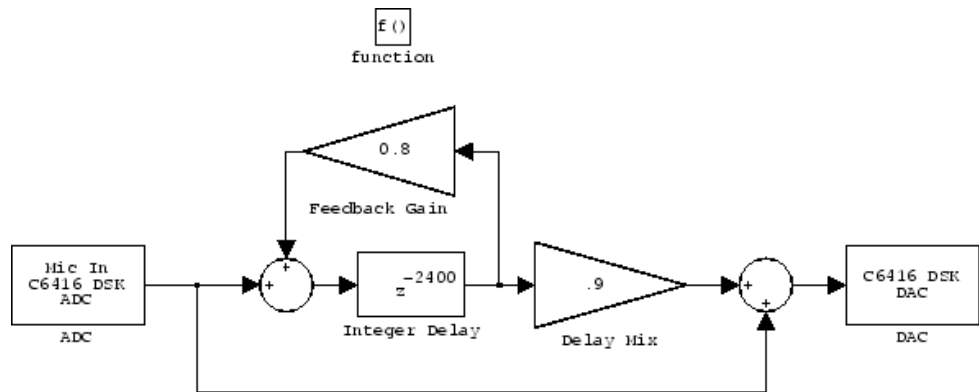 f()
function
0.8
Feedback Gain
Mic In
C6416 DSK
ADC
ADC
+
+
z^-2400
Integer Delay
.9
Delay Mix
+
+
C6416 DSK
DAC
DAC